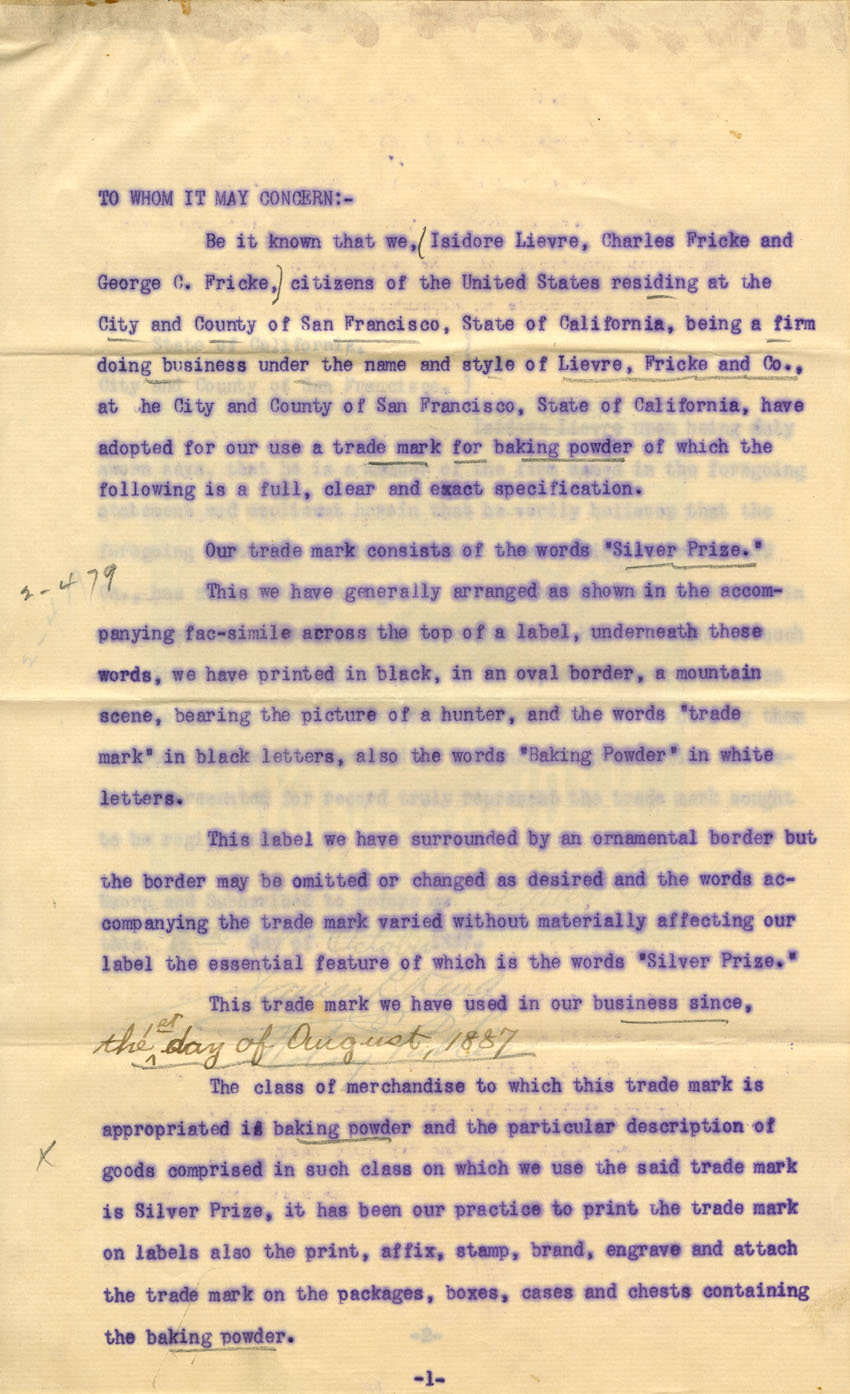 TO WHOM IT MAY CONCERN:-
Be it known that we,(Isidore Lievre, Charles Fricke and
George C. Fricke,) citizens of the United States residing at the
City and County of San Francisco, State of California, being a firm
doing business under the name and style of Lievre, Fricke and Co.,
at he City and County of San Francisco, State of California, have
adopted for our use a trade mark for baking powder of which the
following is a full, clear and exact specification.
Our trade mark consists of the words "Silver Prize."
2-479
This we have generally arranged as shown in the accom-
panying fac-simile across the top of a label, underneath these
words, we have printed in black, in an oval border, a mountain
scene, bearing the picture of a hunter, and the words "trade
mark" in black letters, also the words "Baking Powder" in white
letters.
This label we have surrounded by an ornamental border but
the border may be omitted or changed as desired and the words ac-
companying the trade mark varied without materially affecting our
label the essential feature of which is the words "Silver Prize."
This trade mark we have used in our business since,
the 1st day of August, 1887
The class of merchandise to which this trade mark is
appropriated is baking powder and the particular description of
X
goods comprised in such class on which we use the said trade mark
is Silver Prize, it has been our practice to print the trade mark
on labels also the print, affix, stamp, brand, engrave and attach
the trade mark on the packages, boxes, cases and chests containing
the baking powder.
-1-